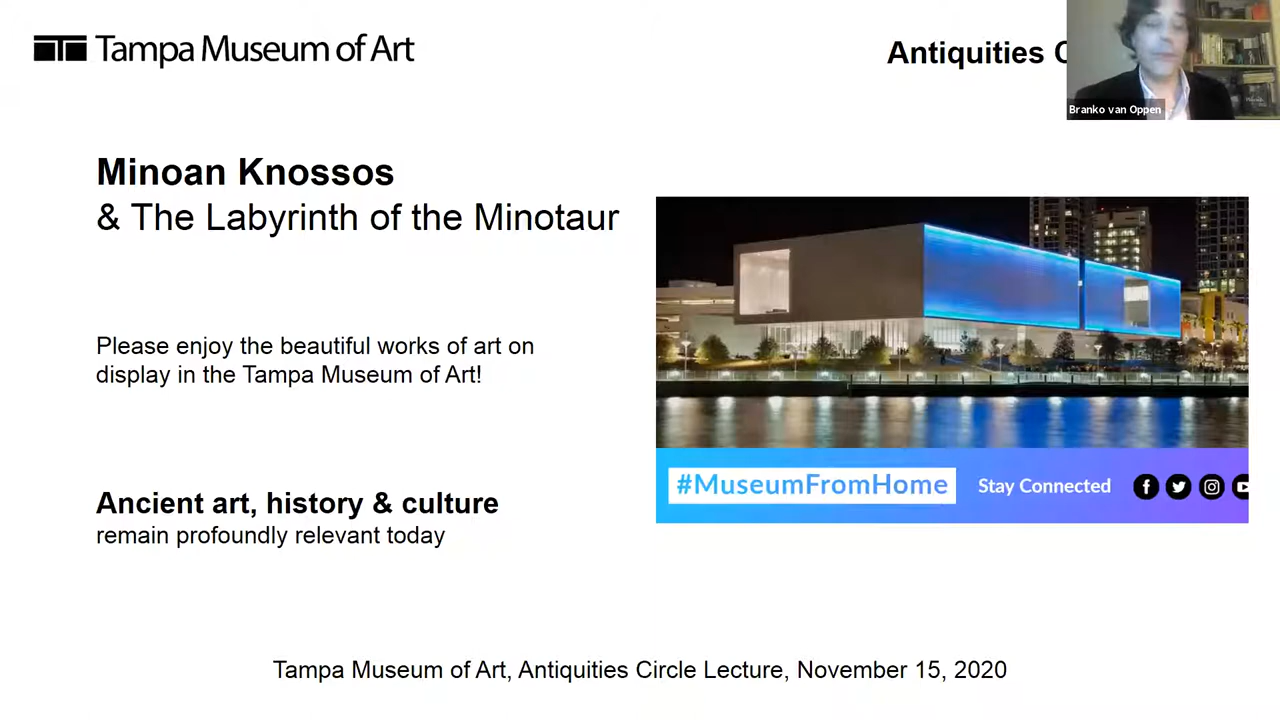 Tampa Museum of Art
Antiquities
Branko van Oppen
Minoan Knossos
& The Labyrinth of the Minotaur
Please enjoy the beautiful works of art on
display in the Tampa Museum of Art!
#MuseumFromHome
Stay Connected
Ancient art, history & culture
remain profoundly relevant today
Tampa Museum of Art, Antiquities Circle Lecture, November 15, 2020